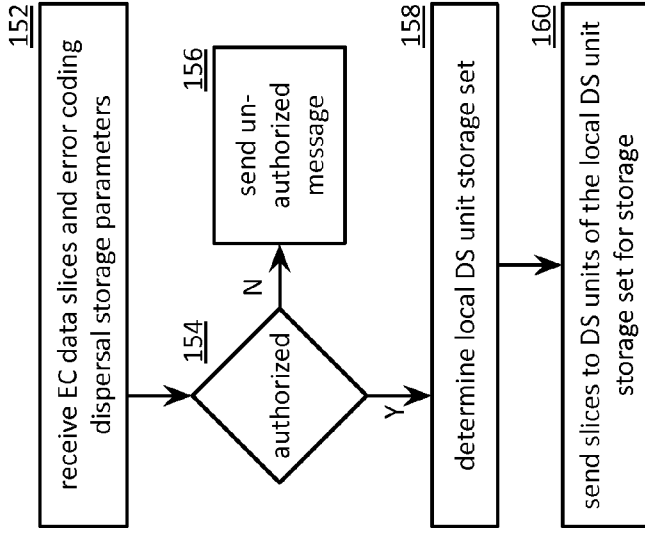 152
receive EC data slices and error coding
dispersal storage parameters
154
authorized
N
Y
156
send un-
authorized
message
158
determine local DS unit storage set
160
send slices to DS units of the local DS unit
storage set for storage